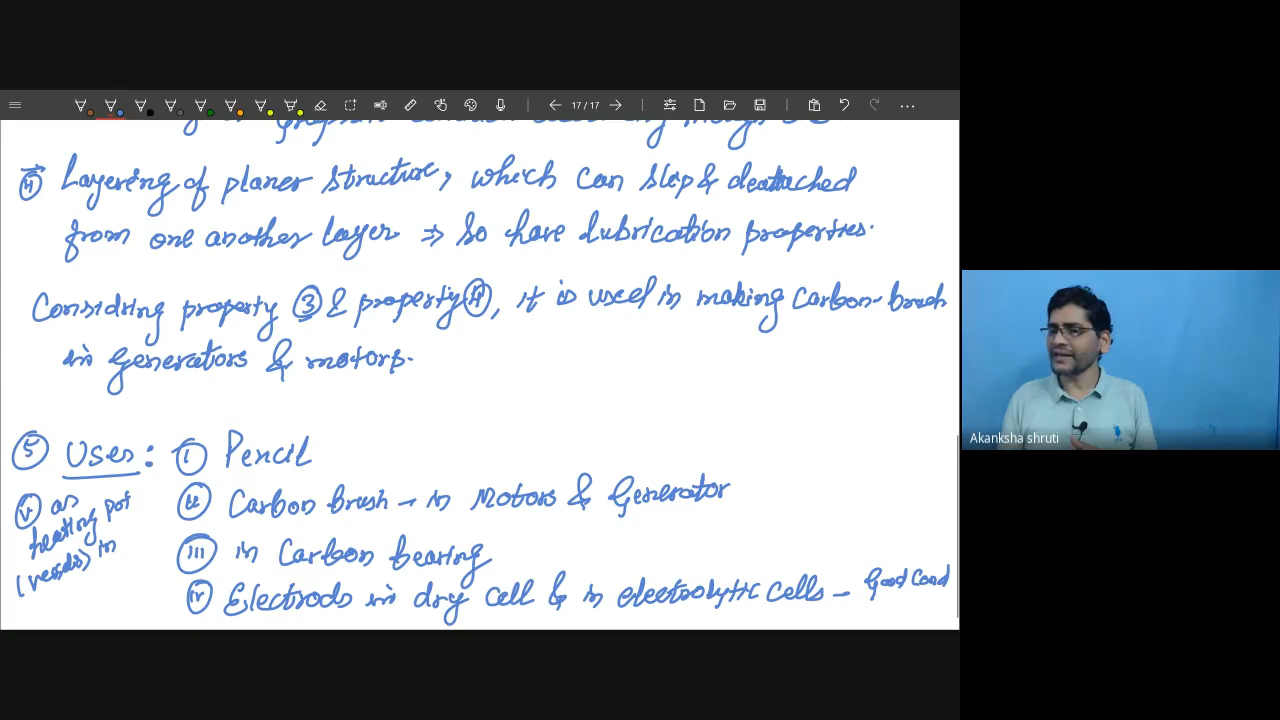 17/17
④ Layering of planer structure, which can slip & deattached
from one another layer. ⇒ So have lubrication properties.
Considring property ③ & property ④, it is used in making Carbon-brush
in generators & motors.
⑤ Uses: (i) Pencil
(ii) Carbon brush - in Motors & Generator
(iii) in Carbon bearing
(iv) Electrods in dry cell & in electrolytic cells - Good Cond
(v) as
heating pot
(vessels) in
Akanksha shruti